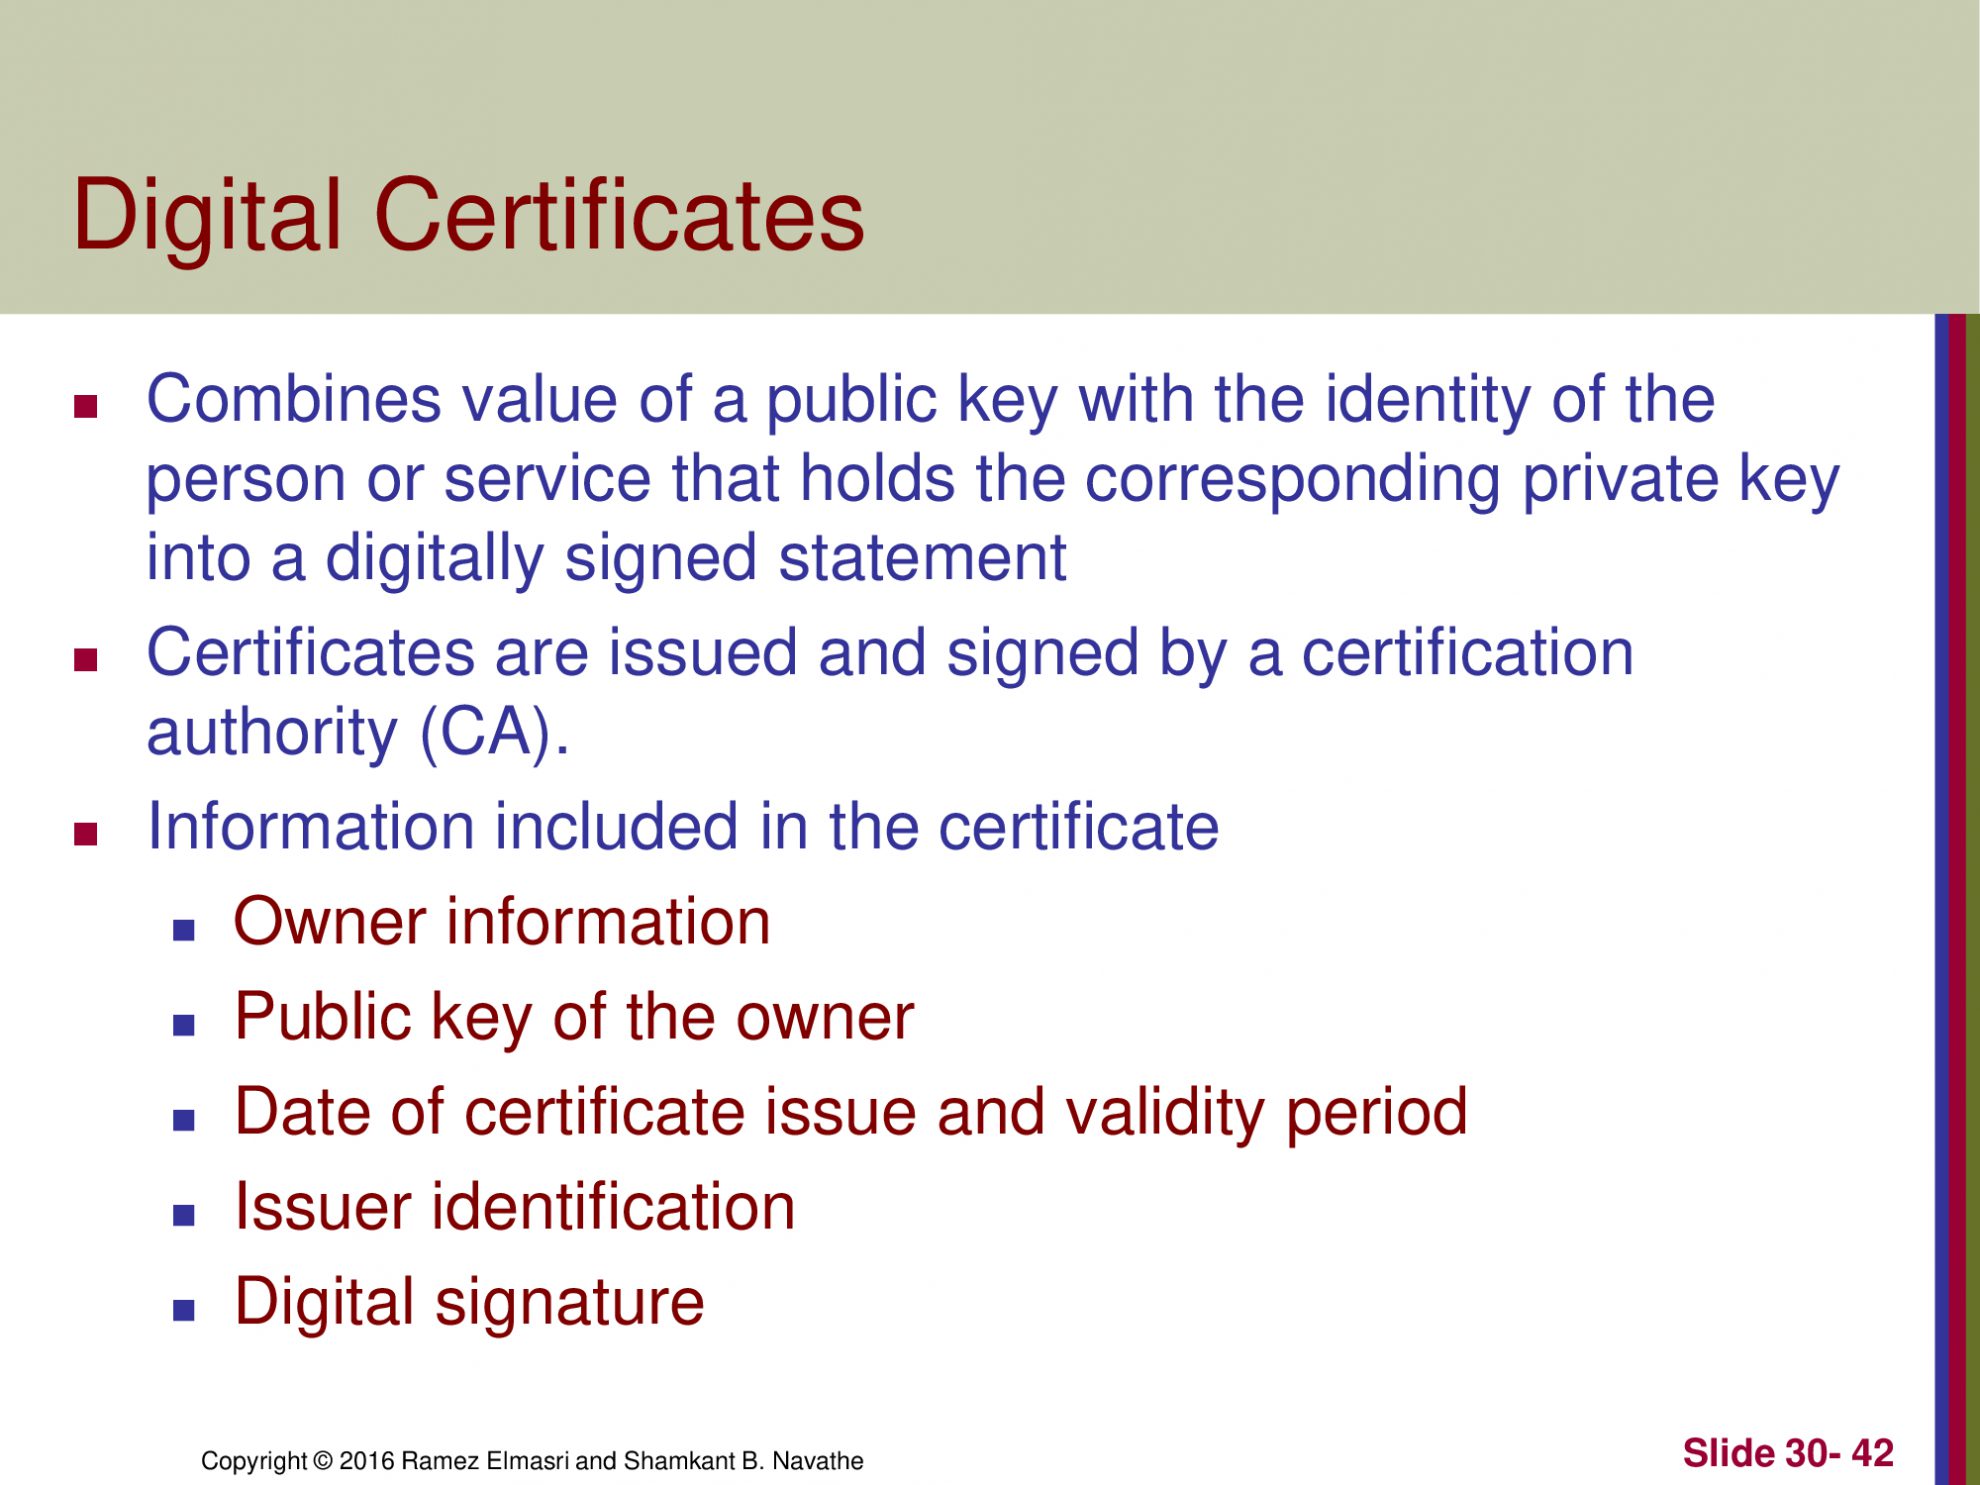 Digital Certificates
Combines value of a public key with the identity of the
person or service that holds the corresponding private key
into a digitally signed statement
Certificates are issued and signed by a certification
authority (CA).
Information included in the certificate
Owner information
Public key of the owner
Date of certificate issue and validity period
Issuer identification
Digital signature
Copyright © 2016 Ramez Elmasri and Shamkant B. Navathe
Slide 30- 42